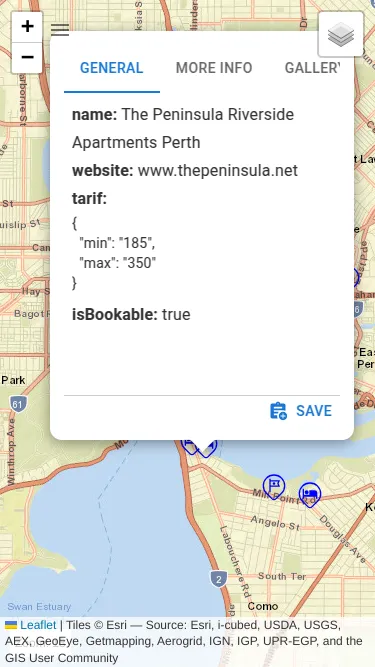 +
−
GENERAL
MORE INFO
name: The Peninsula Riverside
Apartments Perth
website: www.thepeninsula.net
tarif:
{
"min": "185",
"max": "350"
}
isBookable: true
SAVE
Hay S
Bagot
Park
61
Winthrop Ave
Mill Point Rd
Angelo St
Douglas Ave
Labouchere Rd
2
South Ter
Swan Estuary
Como
Leaflet | Tiles © Esri — Source: Esri, i-cubed, USDA, USGS,
AEX, GeoEye, Getmapping, Aerogrid, IGN, IGP, UPR-EGP, and the
GIS User Community